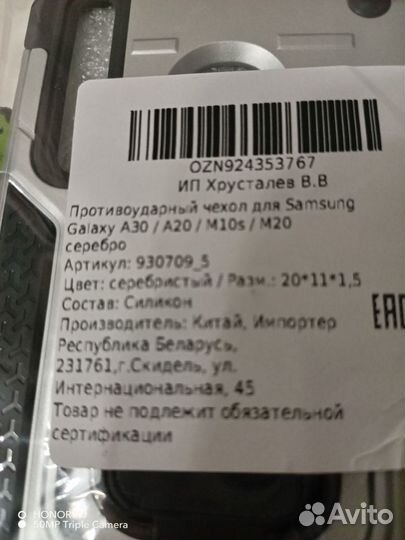 OZN924353767
ИП Хрусталев В.В
Противоударный чехол для Samsung
Galaxy A30 / A20 / M10s / M20
серебро
Артикул: 930709_5
Цвет: серебристый / Разм.: 20*11*1,5
Состав: Силикон
Производитель: Китай, Импортер
Республика Беларусь,
231761,г.Скидель, ул.
Интернациональная, 45
Товар не подлежит обязательной
сертификации
EAC
50MP Triple Camera
Avito